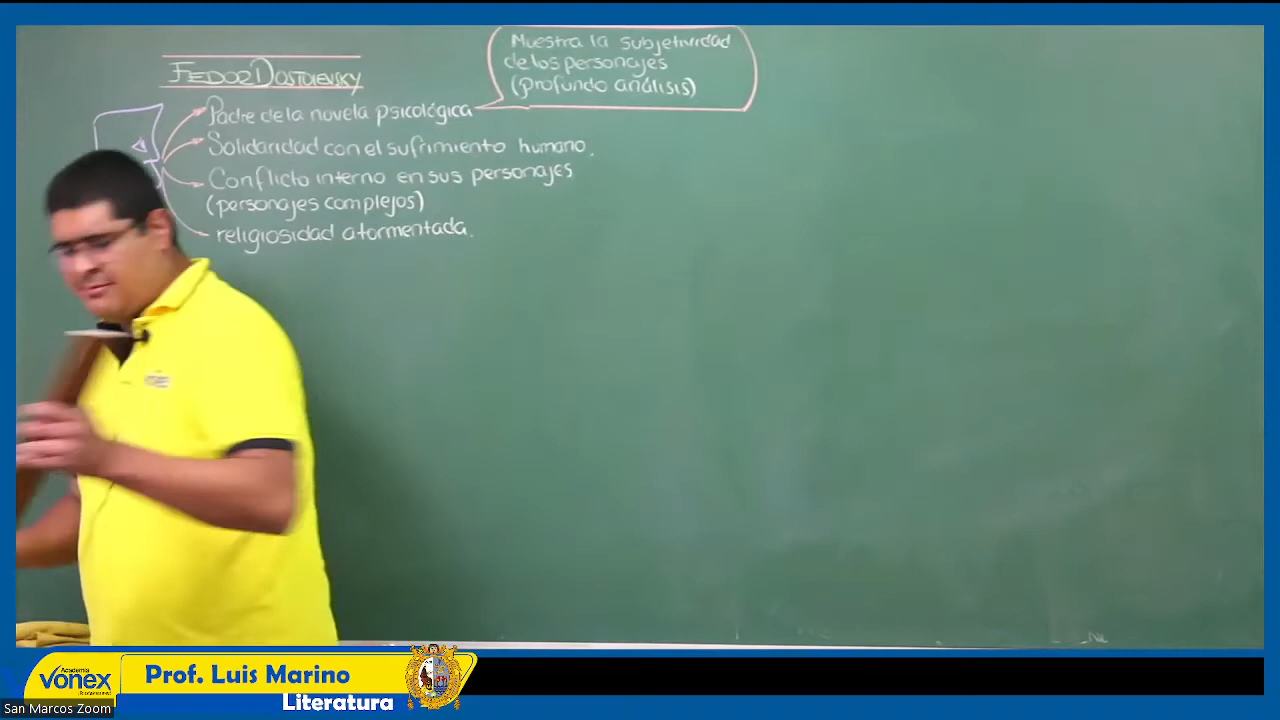 FEDOR DOSTOIEVSKY
Muestra la subjetividad
de los personajes
(profundo análisis)
Padre de la novela psicológica
Solidaridad con el sufrimiento humano.
Conflicto interno en sus personajes
(personajes complejos)
religiosidad atormentada.
Academia
VONEX
Prof. Luis Marino
Literatura
San Marcos Zoom